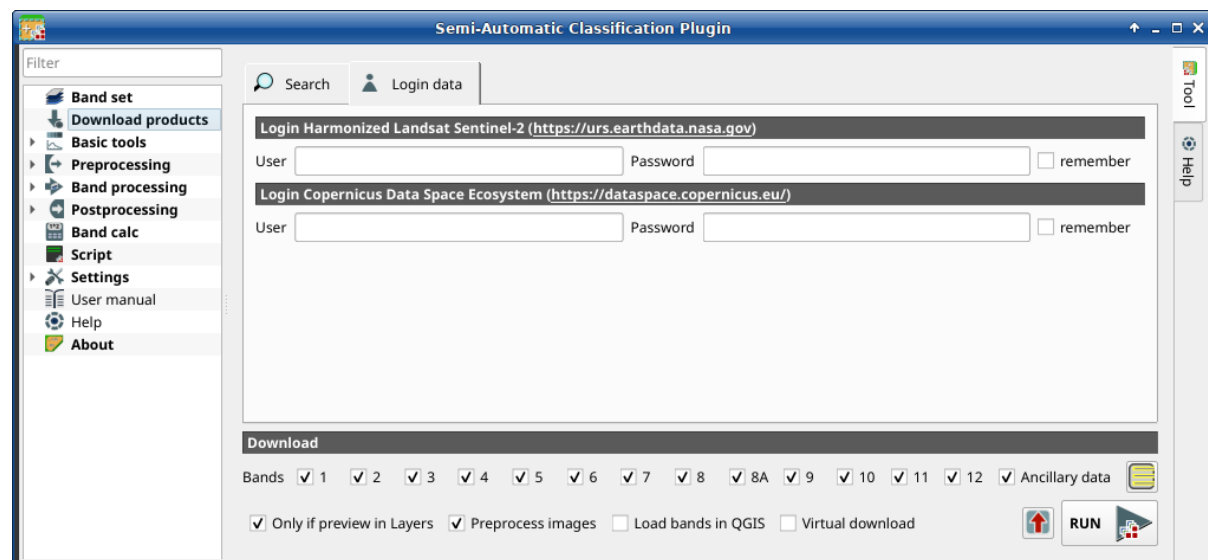 Semi-Automatic Classification Plugin
Filter
Band set
Download products
Basic tools
Preprocessing
Band processing
Postprocessing
Band calc
Script
Settings
User manual
Help
About
Search
Login data
Login Harmonized Landsat Sentinel-2 (https://urs.earthdata.nasa.gov)
User Password remember
Login Copernicus Data Space Ecosystem (https://dataspace.copernicus.eu/)
User Password remember
Download
Bands 1 2 3 4 5 6 7 8 8A 9 10 11 12 Ancillary data
Only if preview in Layers Preprocess images Load bands in QGIS Virtual download RUN
Tool
Help